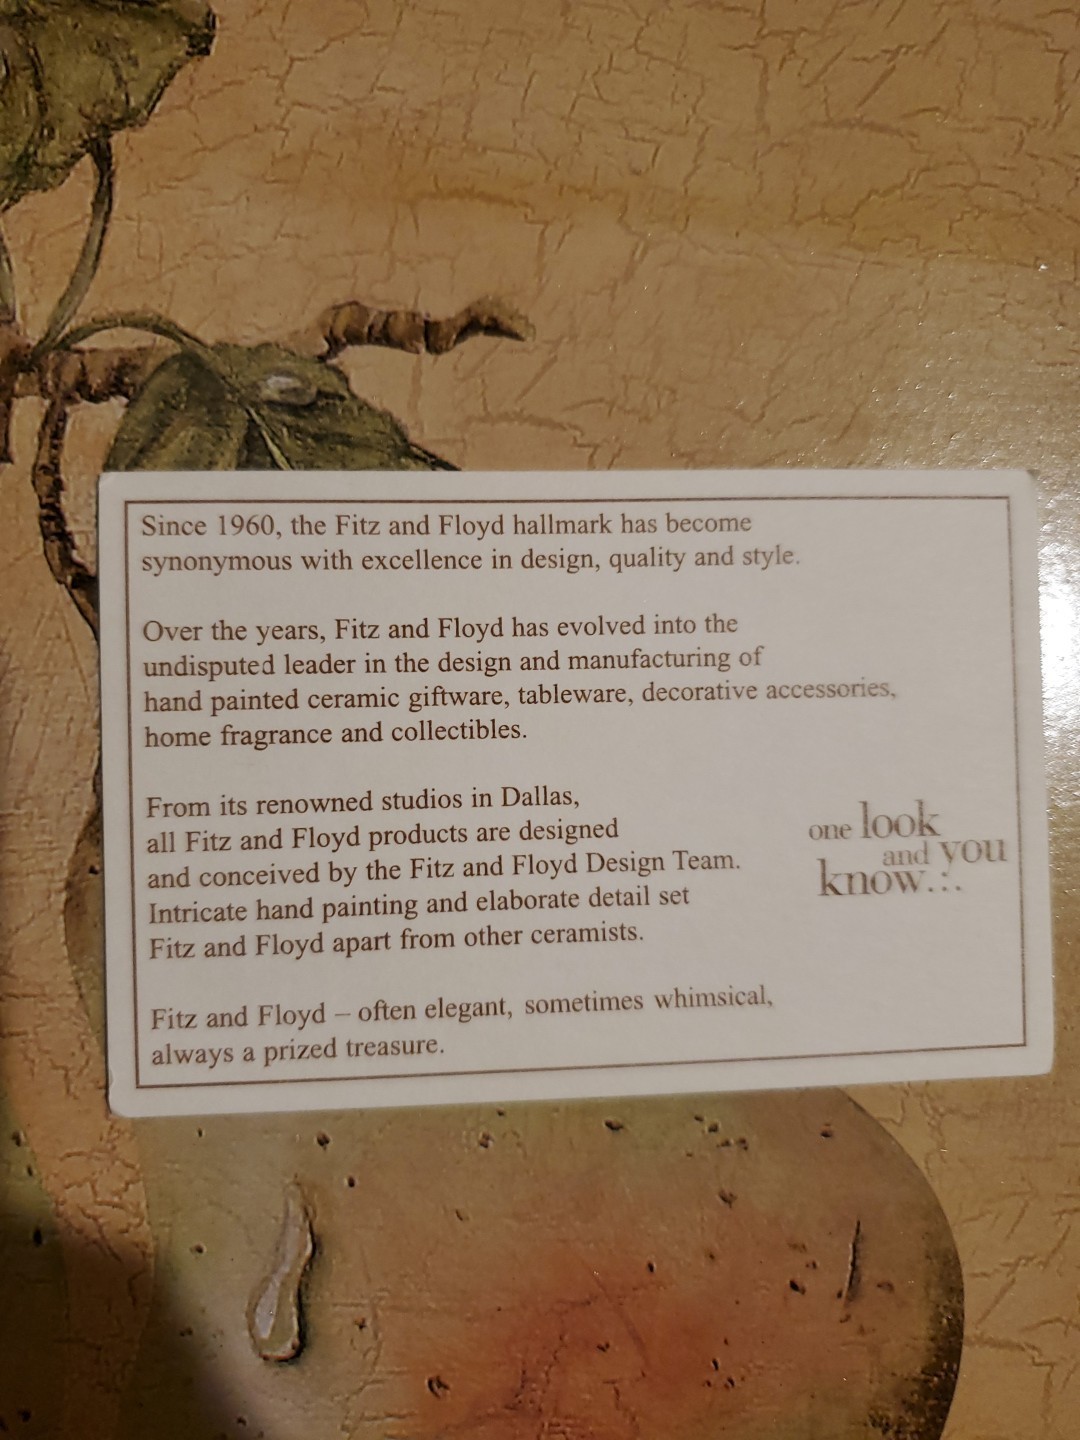 Since 1960, the Fitz and Floyd hallmark has become
synonymous with excellence in design, quality and style.
Over the years, Fitz and Floyd has evolved into the
undisputed leader in the design and manufacturing of
hand painted ceramic giftware, tableware, decorative accessories,
home fragrance and collectibles.
From its renowned studios in Dallas,
all Fitz and Floyd products are designed
and conceived by the Fitz and Floyd Design Team.
Intricate hand painting and elaborate detail set
Fitz and Floyd apart from other ceramists.
Fitz and Floyd – often elegant, sometimes whimsical,
always a prized treasure.
one look
and you
know...